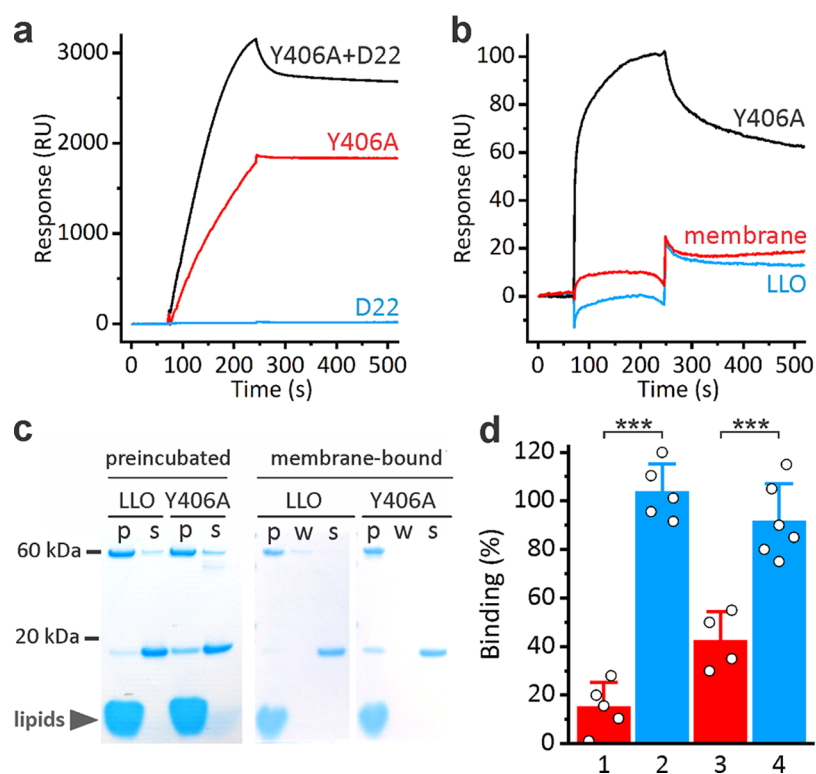 a
Y406A+D22
Y406A
D22
Response (RU)
3000
2000
1000
0
0 100 200 300 400 500
Time (s)
b
Y406A
membrane
LLO
Response (RU)
100
80
60
40
20
0
0 100 200 300 400 500
Time (s)
c
preincubated membrane-bound
LLO Y406A LLO Y406A
p s p s p w s p w s
60 kDa
20 kDa
lipids
d
*** ***
Binding (%)
120
100
80
60
40
20
0
1 2 3 4